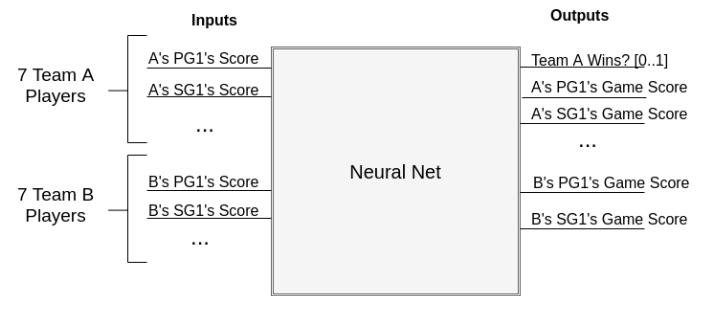 Inputs
Outputs
7 Team A
Players
A's PG1's Score
A's SG1's Score
...
7 Team B
Players
B's PG1's Score
B's SG1's Score
...
Neural Net
Team A Wins? [0..1]
A's PG1's Game Score
A's SG1's Game Score
...
B's PG1's Game Score
B's SG1's Game Score